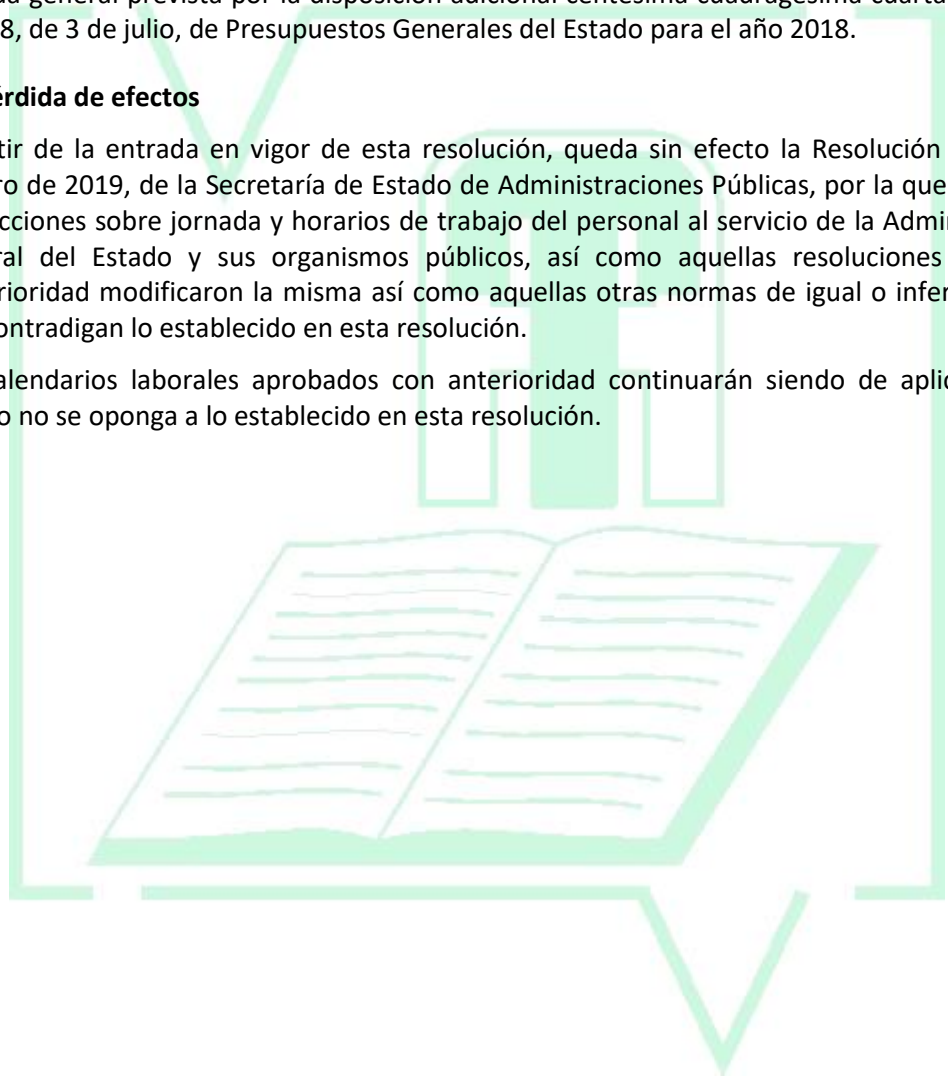 da general prevista por la disposición adicional centésima cuadragésima cuarta
8, de 3 de julio, de Presupuestos Generales del Estado para el año 2018.
érdida de efectos
tir de la entrada en vigor de esta resolución, queda sin efecto la Resolución
ro de 2019, de la Secretaría de Estado de Administraciones Públicas, por la que
cciones sobre jornada y horarios de trabajo del personal al servicio de la Admin
ral del Estado y sus organismos públicos, así como aquellas resoluciones
rioridad modificaron la misma así como aquellas otras normas de igual o infer
ontradigan lo establecido en esta resolución.
alendarios laborales aprobados con anterioridad continuarán siendo de aplic
o no se oponga a lo establecido en esta resolución.